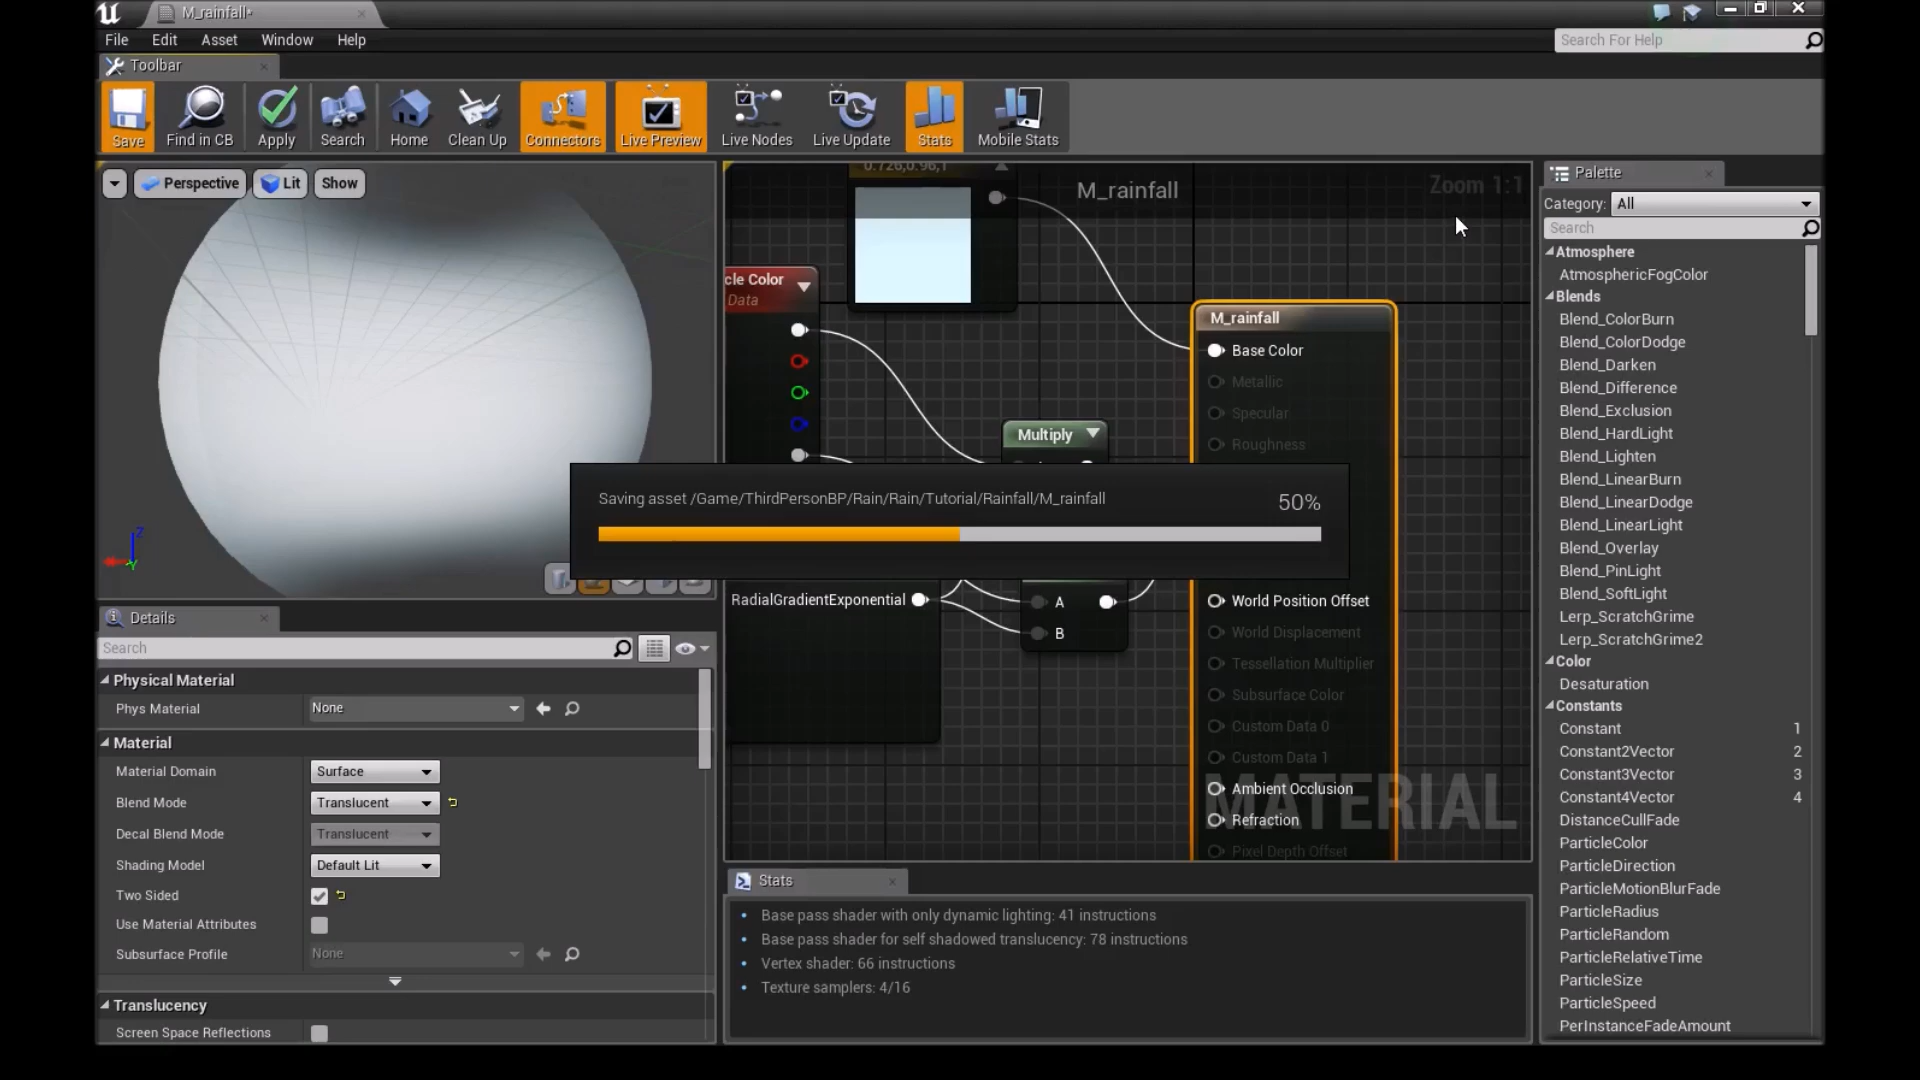 M_rainfall*
File Edit Asset Window Help
Search For Help
Toolbar
Save Find in CB Apply Search Home Clean Up Connectors Live Preview Live Nodes Live Update Stats Mobile Stats
Perspective Lit Show
0.726,0.96,1
M_rainfall
Zoom 1:1
cle Color
Data
Multiply
M_rainfall
Base Color
Metallic
Specular
Roughness
Saving asset /Game/ThirdPersonBP/Rain/Rain/Tutorial/Rainfall/M_rainfall
50%
RadialGradientExponential
A
B
World Position Offset
World Displacement
Tessellation Multiplier
Subsurface Color
Custom Data 0
Custom Data 1
Ambient Occlusion
Refraction
Pixel Depth Offset
MATERIAL
Details
Search
Physical Material
Phys Material None
Material
Material Domain Surface
Blend Mode Translucent
Decal Blend Mode Translucent
Shading Model Default Lit
Two Sided
Use Material Attributes
Subsurface Profile None
Translucency
Screen Space Reflections
Stats
Base pass shader with only dynamic lighting: 41 instructions
Base pass shader for self shadowed translucency: 78 instructions
Vertex shader: 66 instructions
Texture samplers: 4/16
Palette
Category: All
Search
Atmosphere
AtmosphericFogColor
Blends
Blend_ColorBurn
Blend_ColorDodge
Blend_Darken
Blend_Difference
Blend_Exclusion
Blend_HardLight
Blend_Lighten
Blend_LinearBurn
Blend_LinearDodge
Blend_LinearLight
Blend_Overlay
Blend_PinLight
Blend_SoftLight
Lerp_ScratchGrime
Lerp_ScratchGrime2
Color
Desaturation
Constants
Constant 1
Constant2Vector 2
Constant3Vector 3
Constant4Vector 4
DistanceCullFade
ParticleColor
ParticleDirection
ParticleMotionBlurFade
ParticleRadius
ParticleRandom
ParticleRelativeTime
ParticleSize
ParticleSpeed
PerInstanceFadeAmount